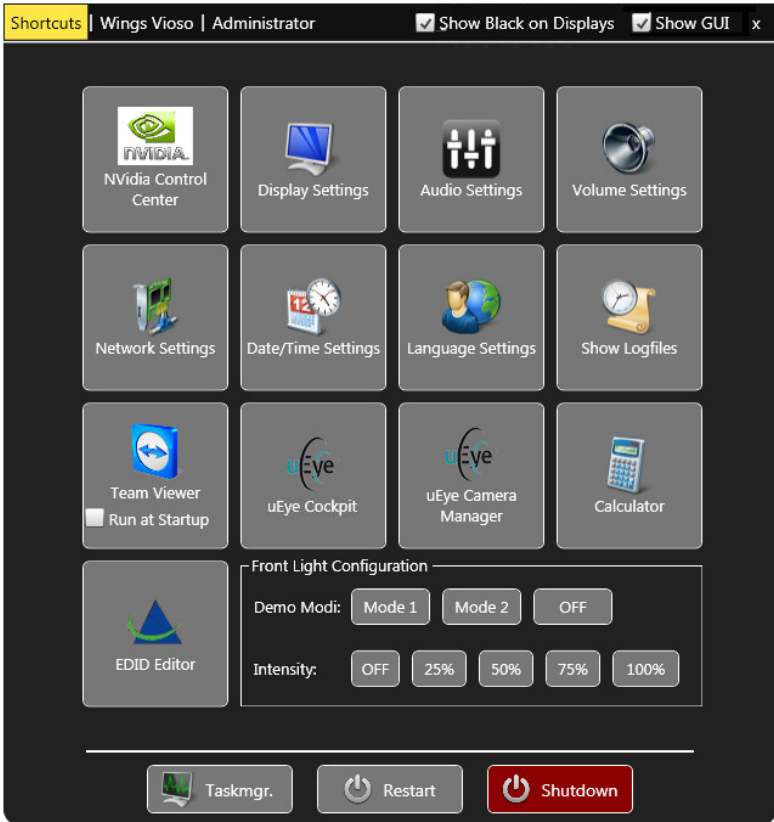 Shortcuts | Wings Vioso | Administrator Show Black on Displays Show GUI x
NVIDIA.
NVidia Control
Center
Display Settings
Audio Settings
Volume Settings
Network Settings
12
Date/Time Settings
Language Settings
Show Logfiles
Team Viewer
Run at Startup
uEye
uEye Cockpit
uEye
uEye Camera
Manager
Calculator
EDID Editor
Front Light Configuration
Demo Modi: Mode 1 Mode 2 OFF
Intensity: OFF 25% 50% 75% 100%
Taskmgr. Restart Shutdown